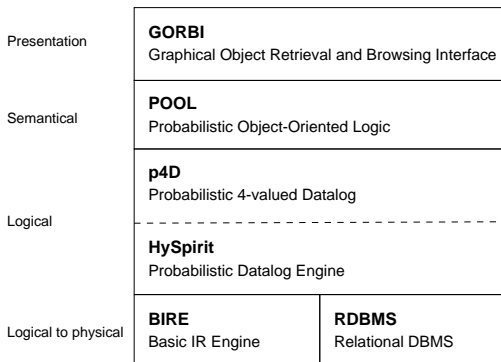 Presentation
GORBI
Graphical Object Retrieval and Browsing Interface
Semantical
POOL
Probabilistic Object-Oriented Logic
Logical
p4D
Probabilistic 4-valued Datalog
HySpirit
Probabilistic Datalog Engine
Logical to physical
BIRE
Basic IR Engine
RDBMS
Relational DBMS